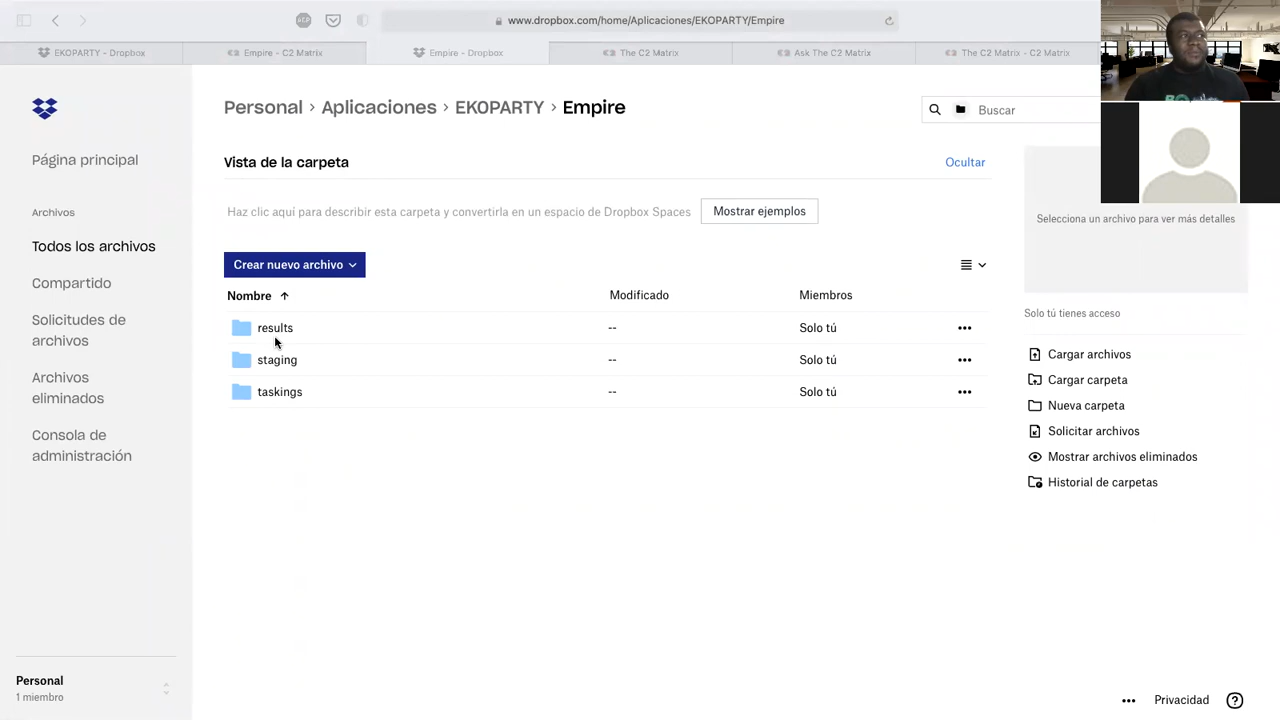 www.dropbox.com/home/Aplicaciones/EKOPARTY/Empire
EKOPARTY - Dropbox
Empire - C2 Matrix
Empire - Dropbox
The C2 Matrix
Ask The C2 Matrix
The C2 Matrix - C2 Matrix
Personal › Aplicaciones › EKOPARTY › Empire
Buscar
Página principal
Archivos
Todos los archivos
Compartido
Solicitudes de
archivos
Archivos
eliminados
Consola de
administración
Personal
1 miembro
Vista de la carpeta
Ocultar
Haz clic aquí para describir esta carpeta y convertirla en un espacio de Dropbox Spaces
Mostrar ejemplos
Crear nuevo archivo
Nombre ↑ Modificado Miembros
results -- Solo tú •••
staging -- Solo tú •••
taskings -- Solo tú •••
Selecciona un archivo para ver más detalles
Solo tú tienes acceso
Cargar archivos
Cargar carpeta
Nueva carpeta
Solicitar archivos
Mostrar archivos eliminados
Historial de carpetas
••• Privacidad ?